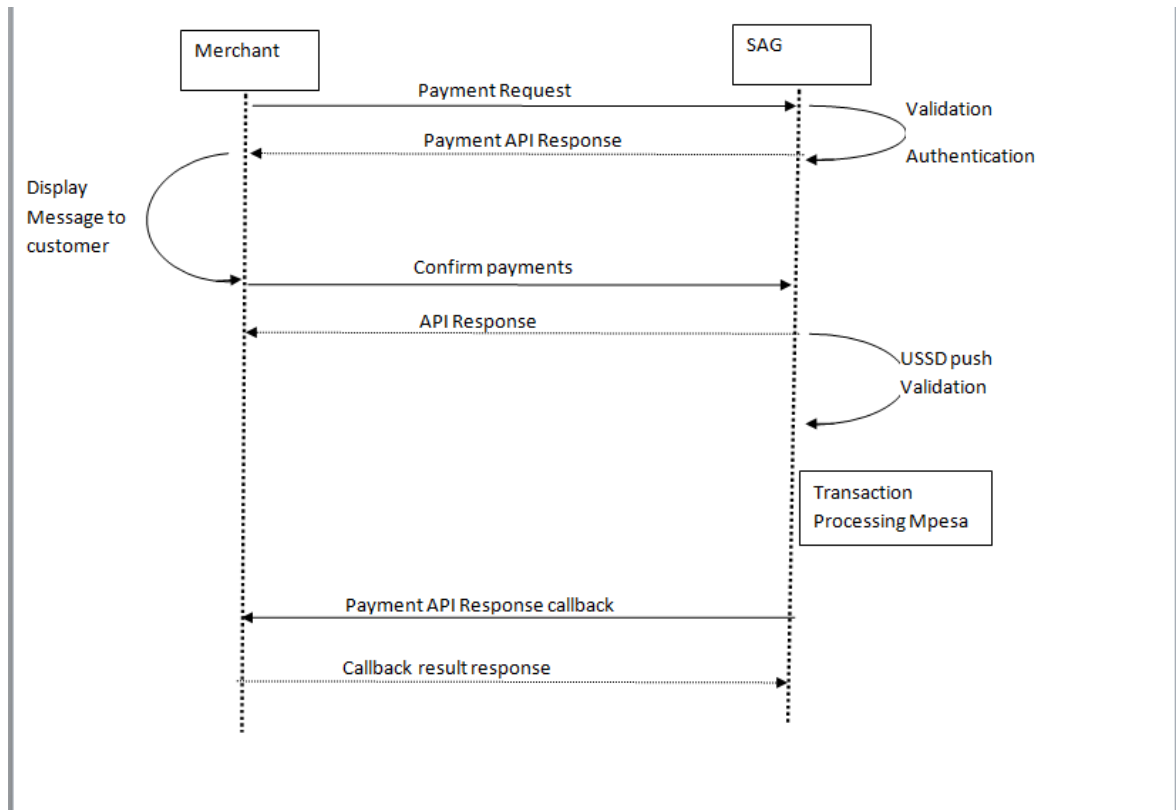 Merchant
SAG
Payment Request
Validation
Payment API Response
Authentication
Display
Message to
customer
Confirm payments
API Response
USSD push
Validation
Transaction
Processing Mpesa
Payment API Response callback
Callback result response